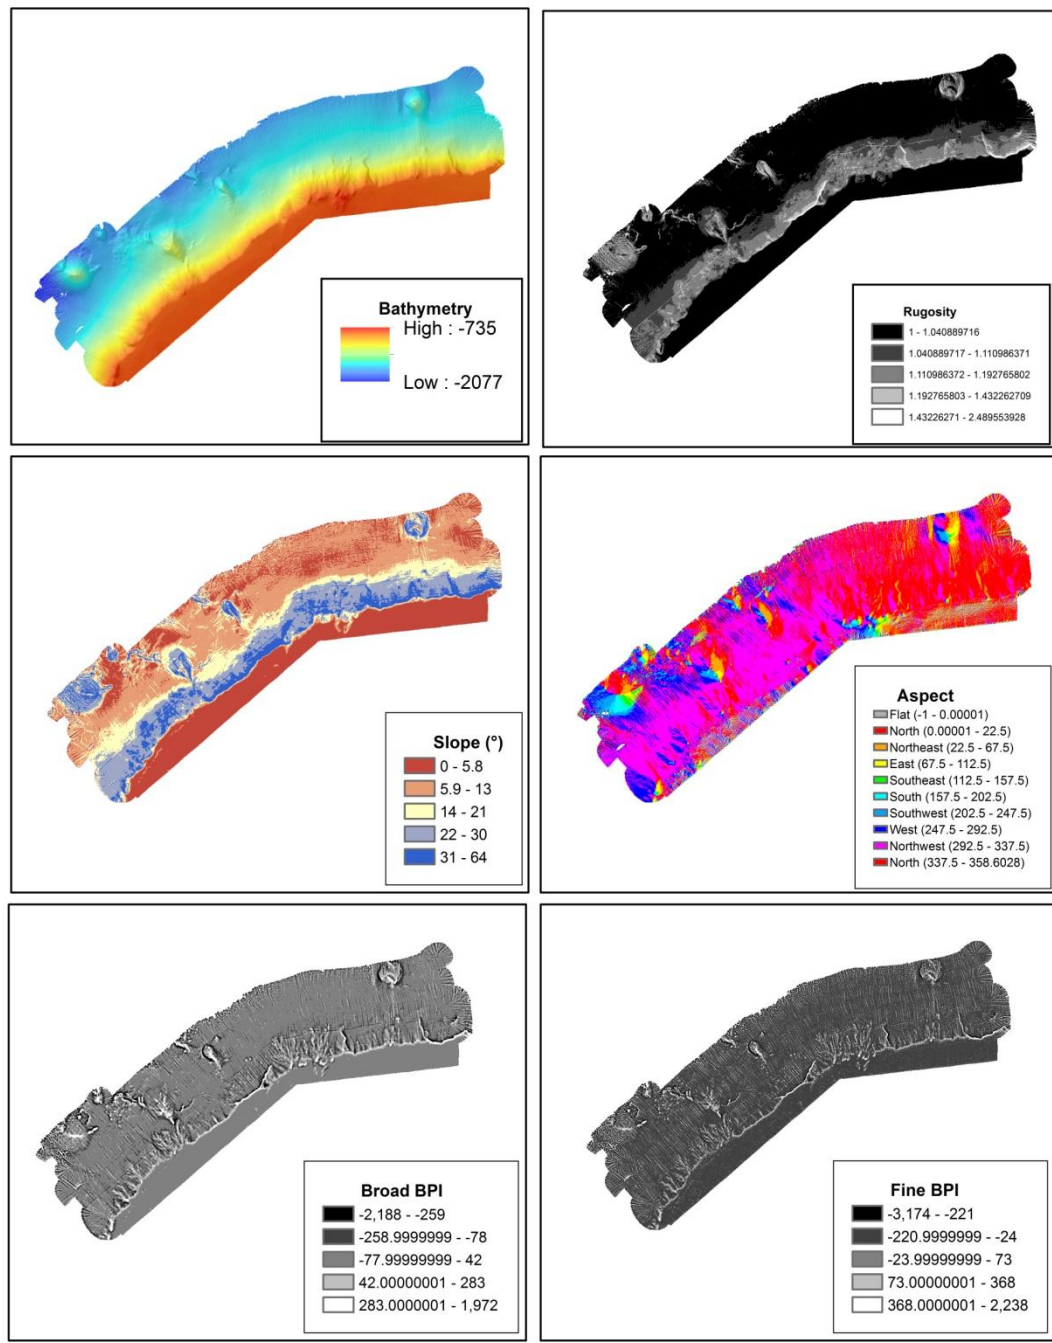 Bathymetry
High : -735
Low : -2077
Rugosity
1 - 1.040889716
1.040889717 - 1.110986371
1.110986372 - 1.192765802
1.192765803 - 1.432262709
1.43226271 - 2.489553928
Slope (°)
0 - 5.8
5.9 - 13
14 - 21
22 - 30
31 - 64
Aspect
Flat (-1 - 0.00001)
North (0.00001 - 22.5)
Northeast (22.5 - 67.5)
East (67.5 - 112.5)
Southeast (112.5 - 157.5)
South (157.5 - 202.5)
Southwest (202.5 - 247.5)
West (247.5 - 292.5)
Northwest (292.5 - 337.5)
North (337.5 - 358.6028)
Broad BPI
-2,188 - -259
-258.9999999 - -78
-77.99999999 - 42
42.00000001 - 283
283.0000001 - 1,972
Fine BPI
-3,174 - -221
-220.9999999 - -24
-23.99999999 - 73
73.00000001 - 368
368.0000001 - 2,238